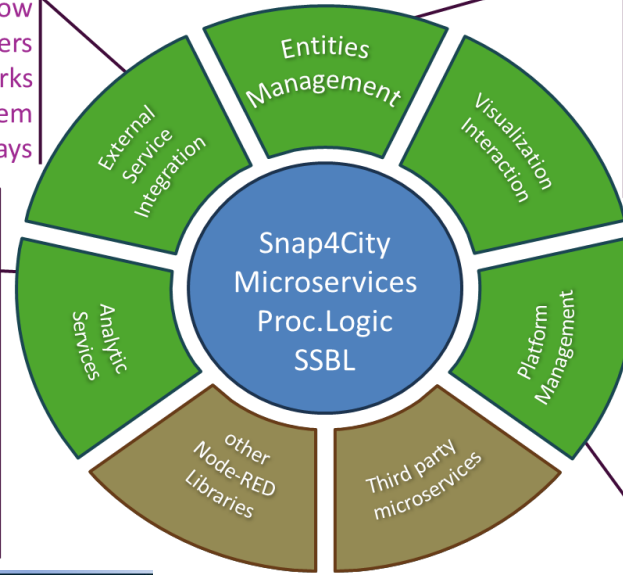 ow
ers
rks
em
ays
Entities
Management
External
Service
Integration
Visualization
Interaction
Snap4City
Microservices
Proc.Logic
SSBL
Analytic
Services
Platform
Management
other
Node-RED
Libraries
Third party
microservices